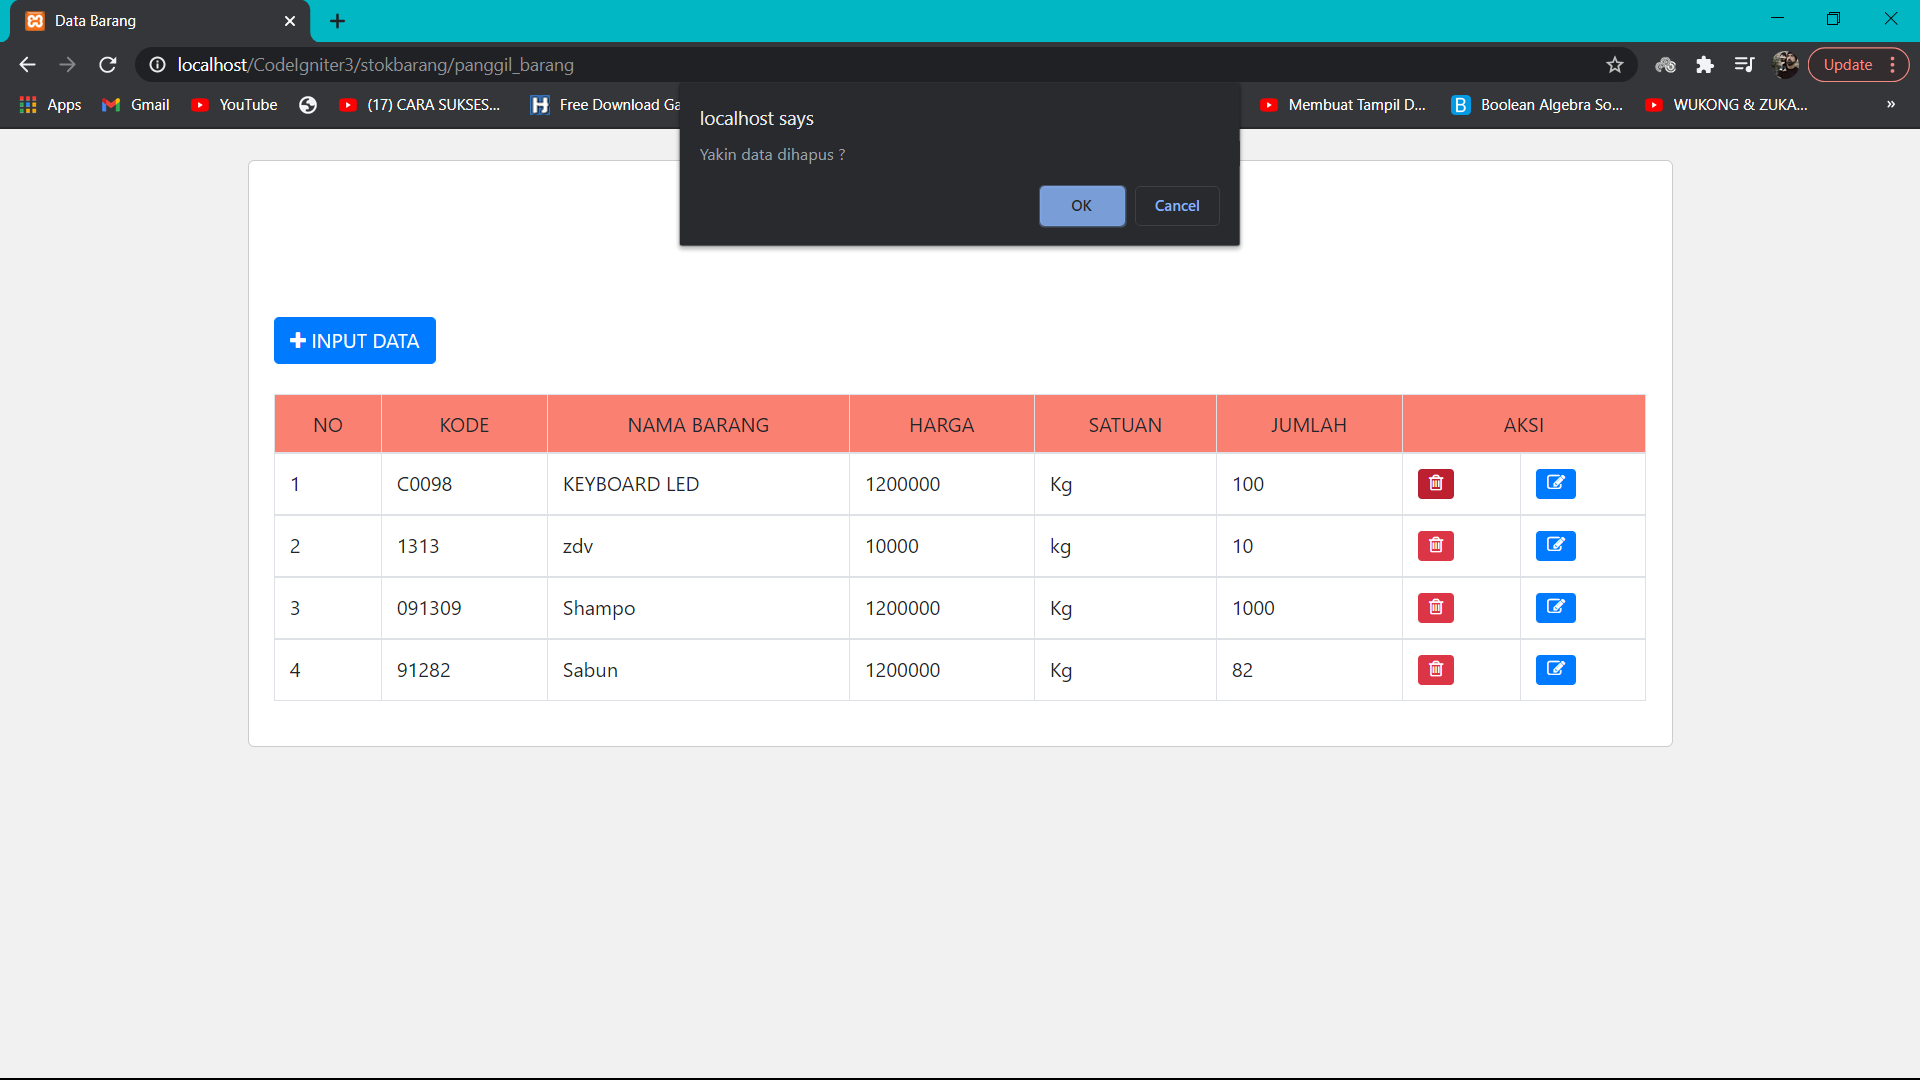 Data Barang
localhost/CodeIgniter3/stokbarang/panggil_barang
Update
Apps
Gmail
YouTube
(17) CARA SUKSES...
Free Download Ga
Membuat Tampil D...
Boolean Algebra So...
WUKONG & ZUKA...
»
localhost says
Yakin data dihapus ?
OK
Cancel
INPUT DATA
NO KODE NAMA BARANG HARGA SATUAN JUMLAH AKSI
1 C0098 KEYBOARD LED 1200000 Kg 100
2 1313 zdv 10000 kg 10
3 091309 Shampo 1200000 Kg 1000
4 91282 Sabun 1200000 Kg 82